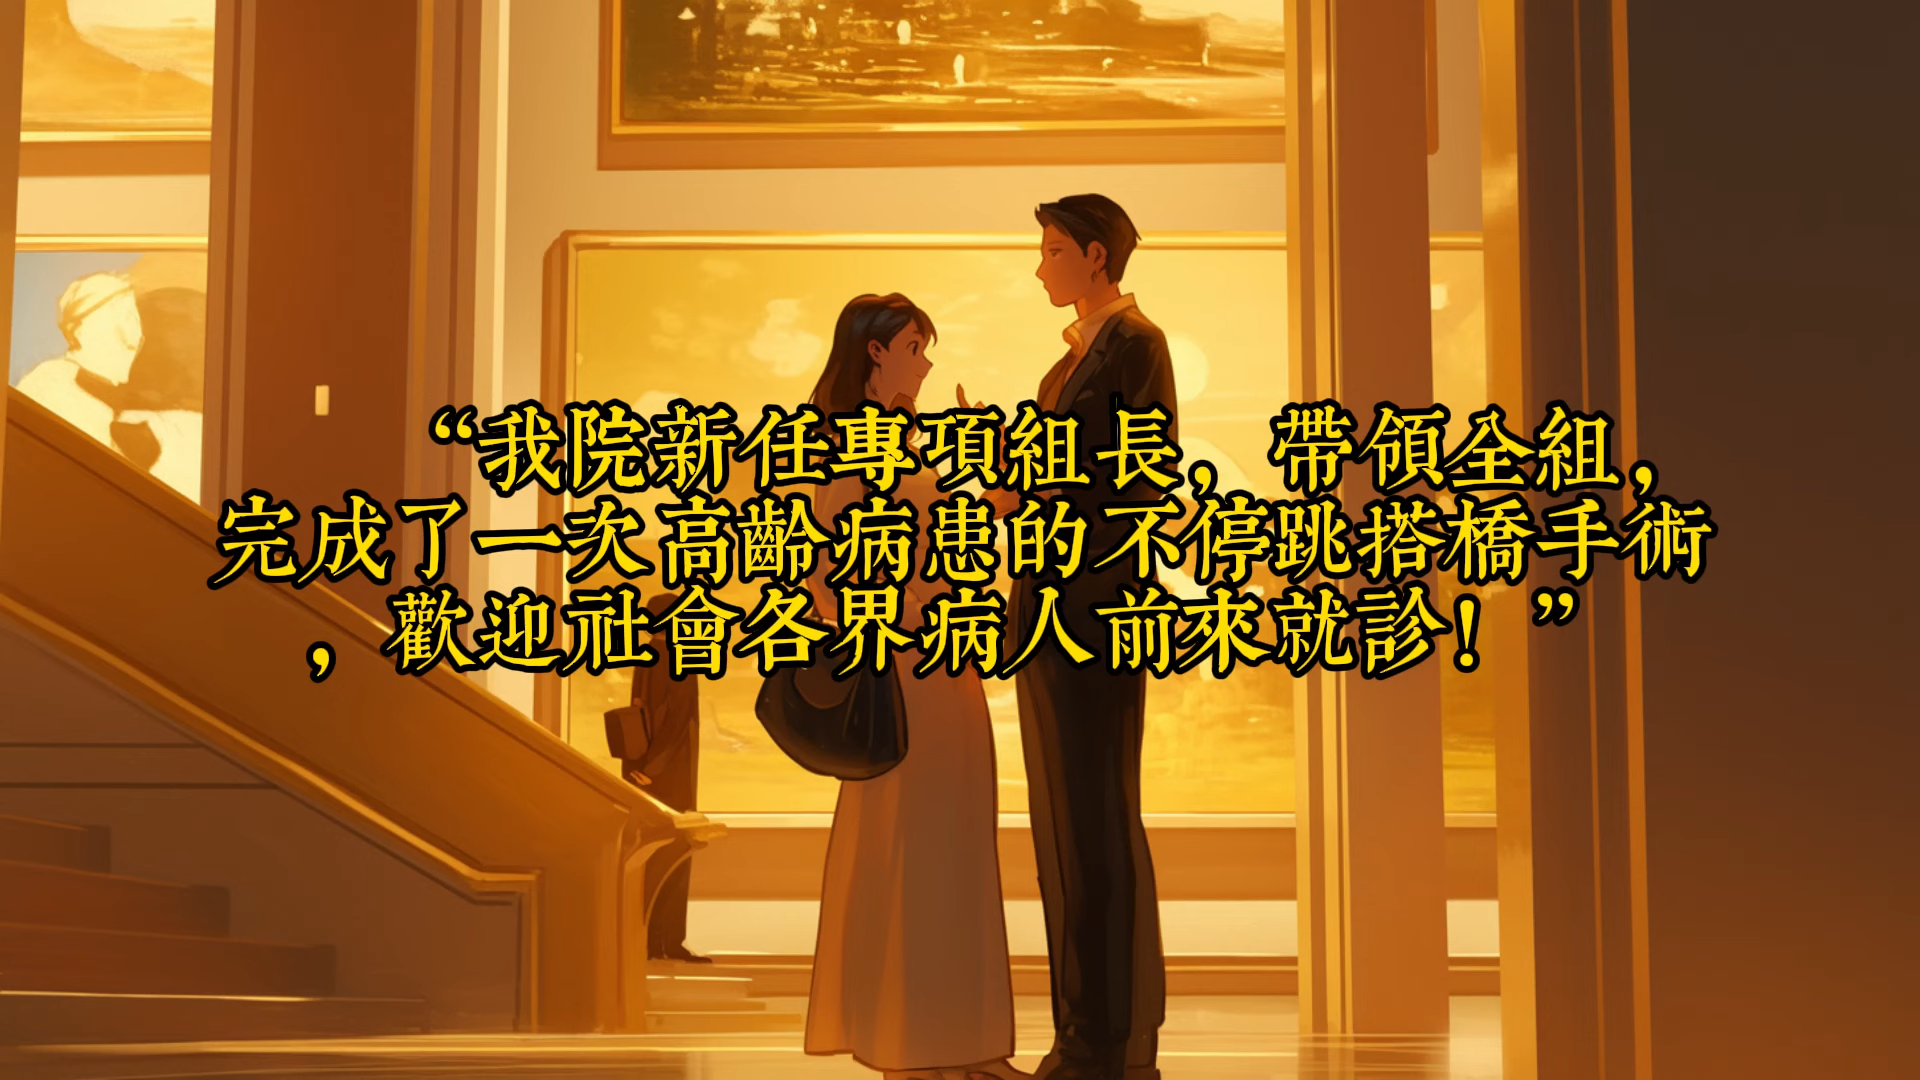 “我院新任專項組長，帶領全組，
完成了一次高齡病患的不停跳搭橋手術
，歡迎社會各界病人前來就診！”